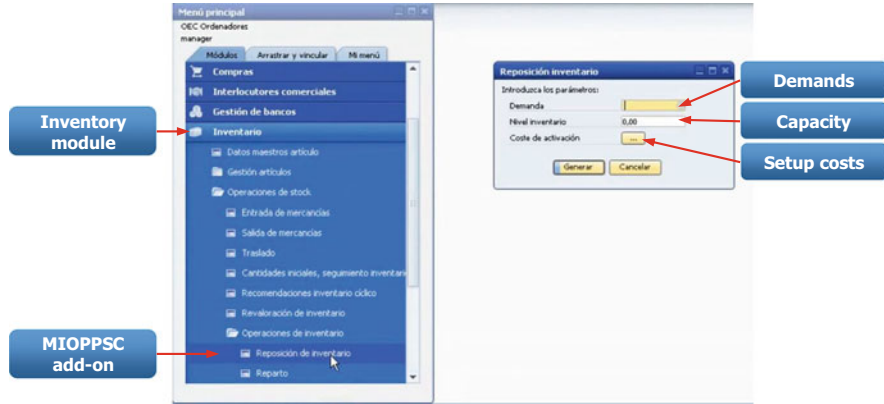 Menú principal
OEC Ordenadores
manager
Módulos Arrastrar y vincular Mi menú
Compras
Interlocutores comerciales
Gestión de bancos
Inventario
Datos maestros artículo
Gestión artículos
Operaciones de stock
Entrada de mercancías
Salida de mercancías
Traslado
Cantidades iniciales, seguimiento inventari
Recomendaciones inventario cíclico
Revaloración de inventario
Operaciones de inventario
Reposición de inventario
Reparto
Inventory
module
MIOPPSC
add-on
Reposición inventario
Introduzca los parámetros:
Demanda
Nivel inventario 0,00
Coste de activación ...
Generar Cancelar
Demands
Capacity
Setup costs